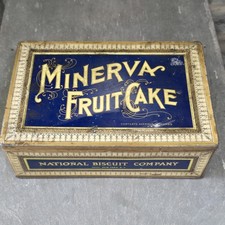 MINERVA
FRUIT CAKE
NATIONAL BISCUIT COMPANY